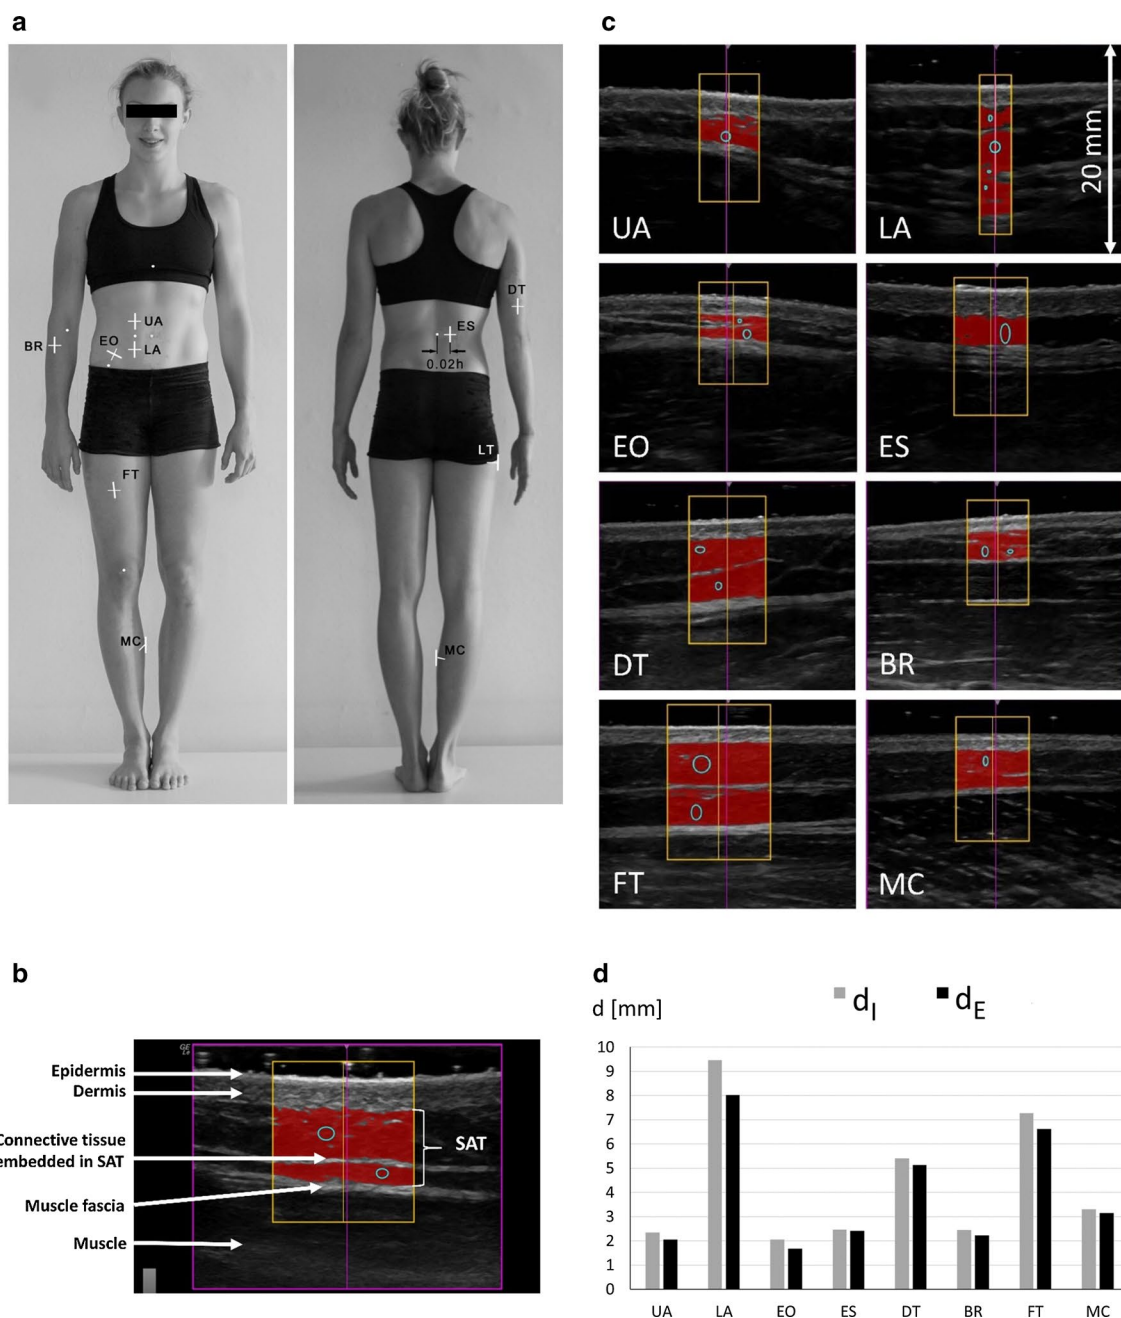 a
UA
EO
LA
BR
FT
MC
DT
ES
0.02h
LT
MC
c
UA
LA
20 mm
EO
ES
DT
BR
FT
MC
b
Epidermis
Dermis
Connective tissue
embedded in SAT
Muscle fascia
Muscle
SAT
GE
d
d [mm]
dI
dE
10
9
8
7
6
5
4
3
2
1
0
UA
LA
EO
ES
DT
BR
FT
MC